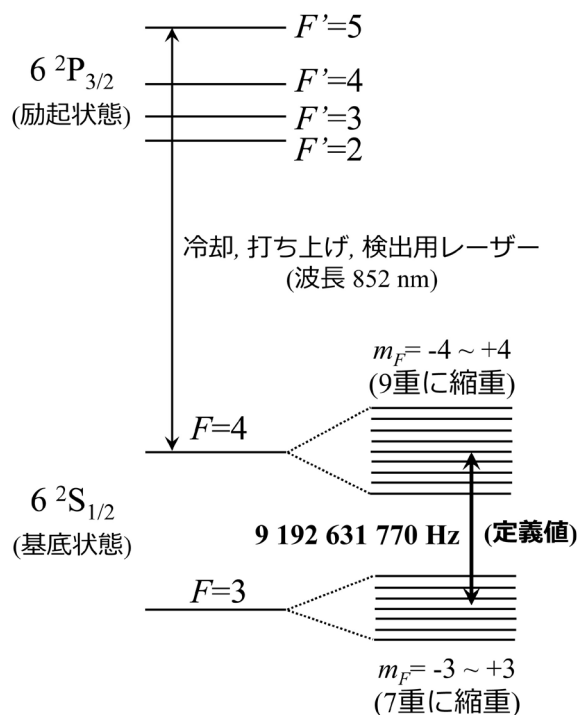 F'=5
6 ²P₃/₂
(励起状態)
F'=4
F'=3
F'=2
冷却, 打ち上げ, 検出用レーザー
(波長 852 nm)
m_F= -4 ~ +4
(9重に縮重)
F=4
6 ²S₁/₂
(基底状態)
9 192 631 770 Hz (定義値)
F=3
m_F= -3 ~ +3
(7重に縮重)